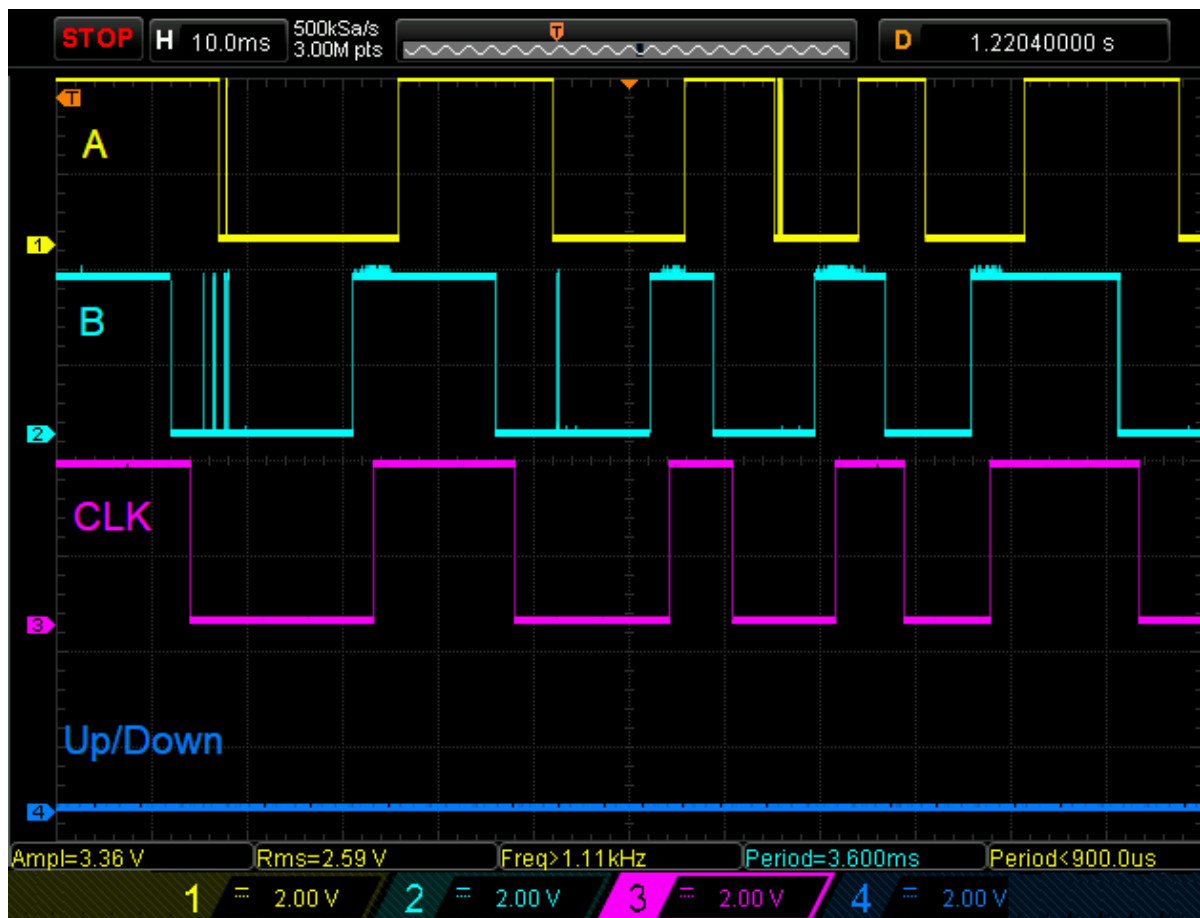 STOP H 10.0ms 500kSa/s 3.00M pts T D 1.22040000 s
T
A
1
B
2
CLK
3
Up/Down
4
Ampl=3.36 V Rms=2.59 V Freq>1.11kHz Period=3.600ms Period<900.0us
1 = 2.00 V 2 = 2.00 V 3 = 2.00 V 4 = 2.00 V